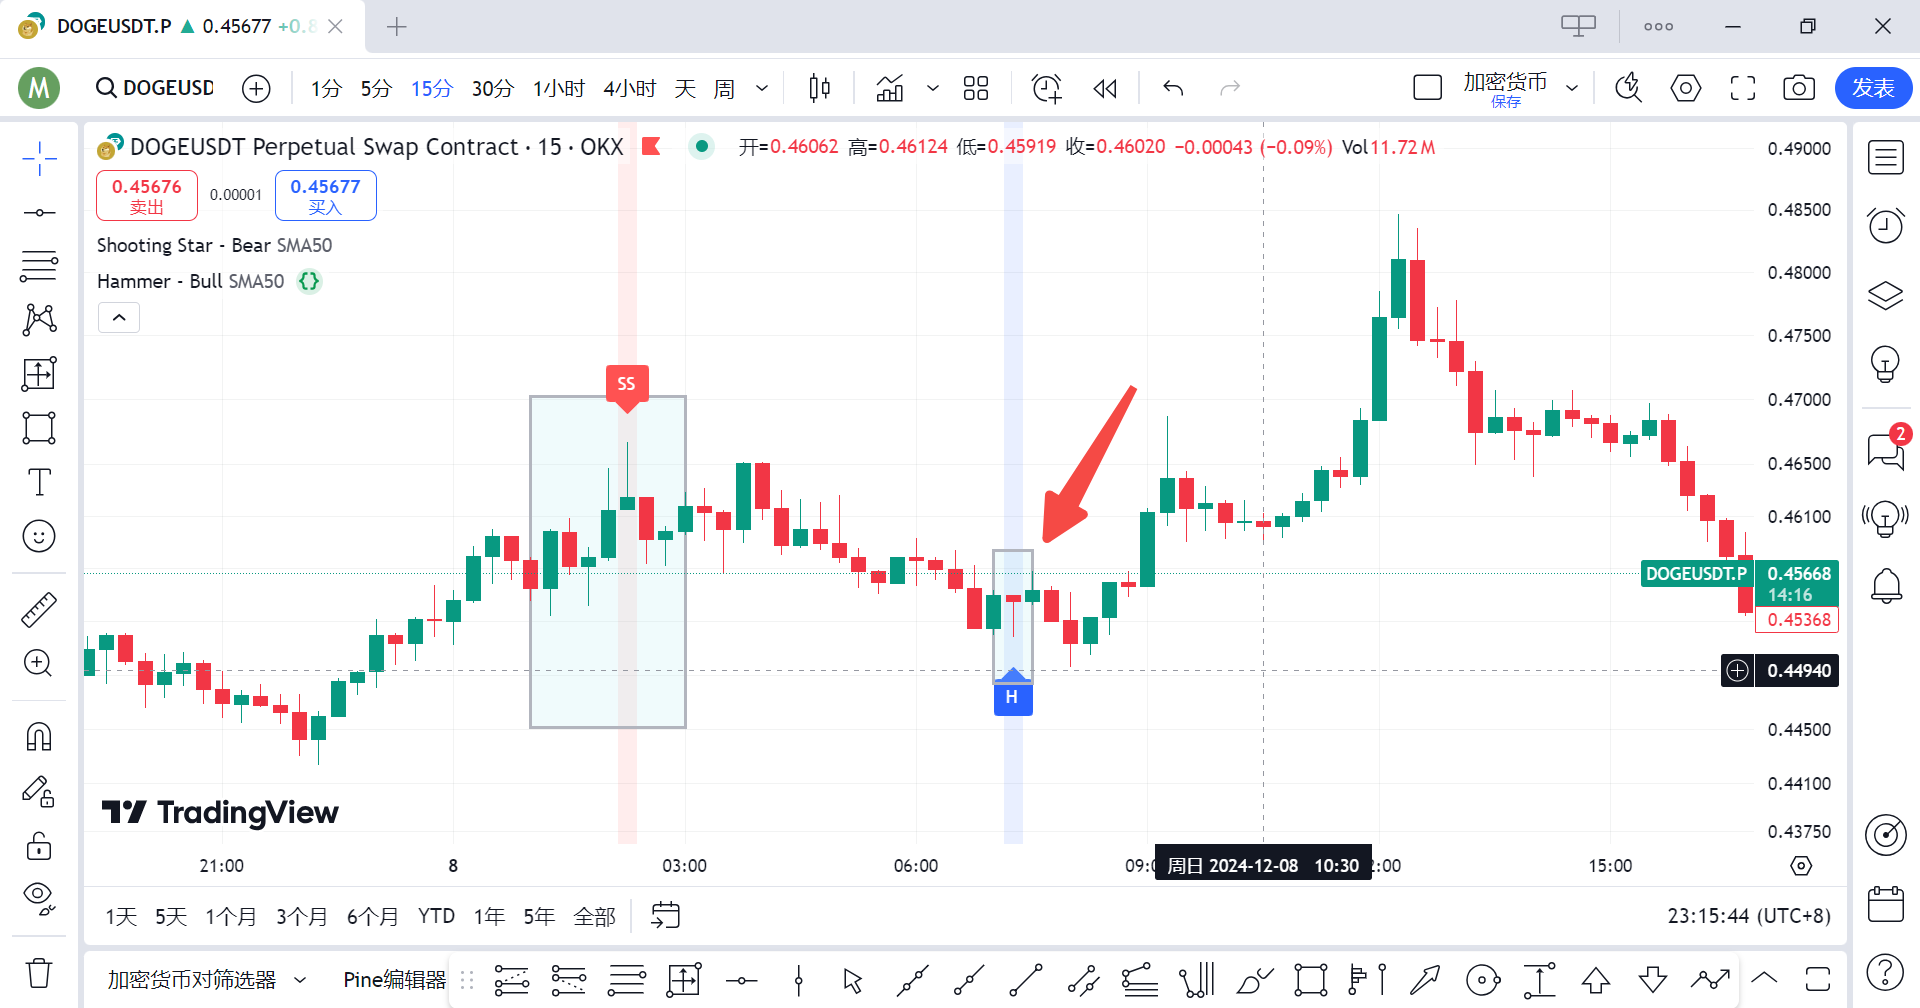 DOGEUSDT.P ▲ 0.45677 +0.8
M DOGEUSD 1分 5分 15分 30分 1小时 4小时 天 周 加密货币 保存 发表
DOGEUSDT Perpetual Swap Contract · 15 · OKX 开=0.46062 高=0.46124 低=0.45919 收=0.46020 −0.00043 (−0.09%) Vol11.72M
0.45676 卖出 0.00001 0.45677 买入
Shooting Star - Bear SMA50
Hammer - Bull SMA50 {}
SS
H
0.49000
0.48500
0.48000
0.47500
0.47000
0.46500
0.46100
DOGEUSDT.P 0.45668
14:16
0.45368
0.44940
0.44500
0.44100
0.43750
2
TradingView
21:00 8 03:00 06:00 09:0 周日 2024-12-08 10:30 2:00 15:00
1天 5天 1个月 3个月 6个月 YTD 1年 5年 全部 23:15:44 (UTC+8)
加密货币对筛选器 Pine编辑器